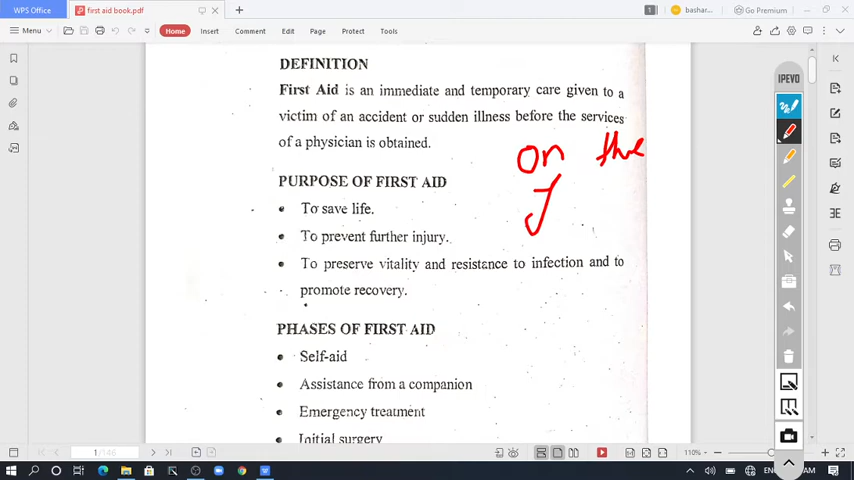 WPS Office
first aid book.pdf
+
1
bashar...
Go Premium
Menu
Home
Insert
Comment
Edit
Page
Protect
Tools
IPEVO
DEFINITION
First Aid is an immediate and temporary care given to a
victim of an accident or sudden illness before the services
of a physician is obtained.
on the
J
PURPOSE OF FIRST AID
• To save life.
• To prevent further injury.
• To preserve vitality and resistance to infection and to
promote recovery.
PHASES OF FIRST AID
• Self-aid
• Assistance from a companion
• Emergency treatment
• Initial surgery
1/146
110%